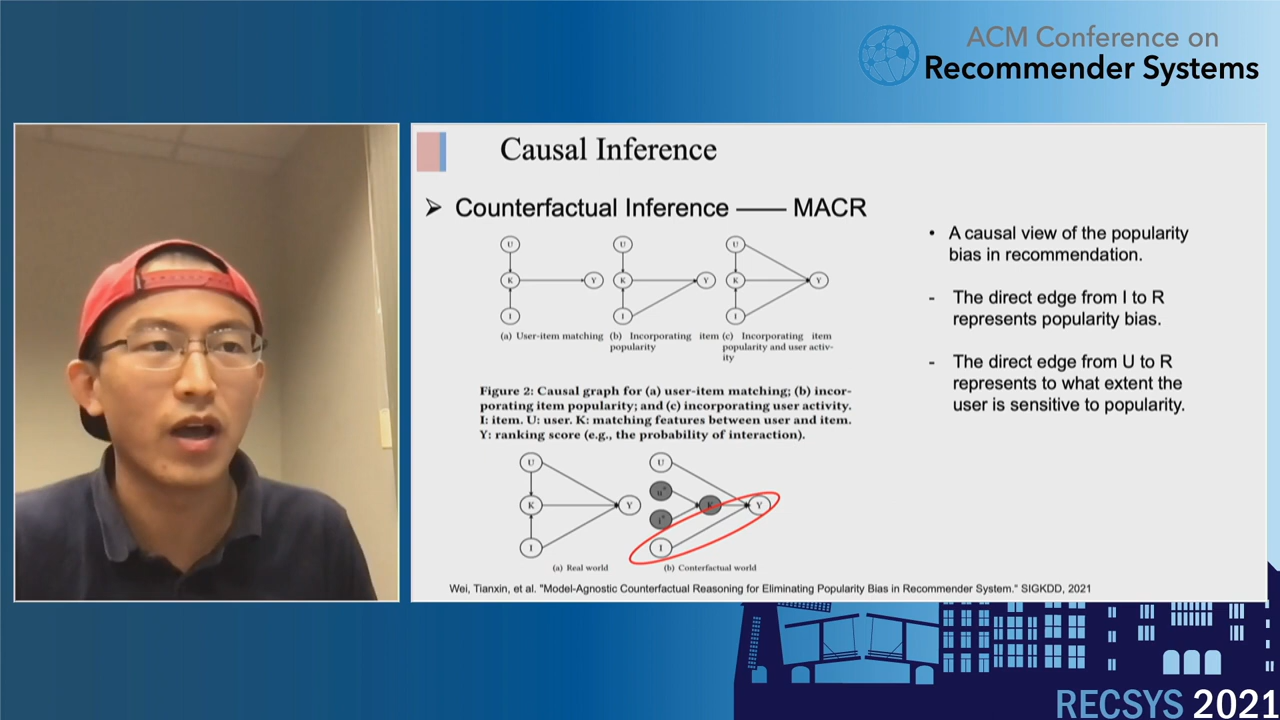 ACM Conference on
Recommender Systems
Causal Inference
➢ Counterfactual Inference —— MACR
U U U
K Y K Y K Y
I I I
(a) User-item matching (b) Incorporating item (c) Incorporating item
popularity popularity and user activ-
ity
Figure 2: Causal graph for (a) user-item matching; (b) incor-
porating item popularity; and (c) incorporating user activity.
I: item. U: user. K: matching features between user and item.
Y: ranking score (e.g., the probability of interaction).
U U
u*
K Y K Y
i*
I I
(a) Real world (b) Conterfactual world
• A causal view of the popularity
bias in recommendation.
- The direct edge from I to R
represents popularity bias.
- The direct edge from U to R
represents to what extent the
user is sensitive to popularity.
Wei, Tianxin, et al. "Model-Agnostic Counterfactual Reasoning for Eliminating Popularity Bias in Recommender System." SIGKDD, 2021
RECSYS 2021